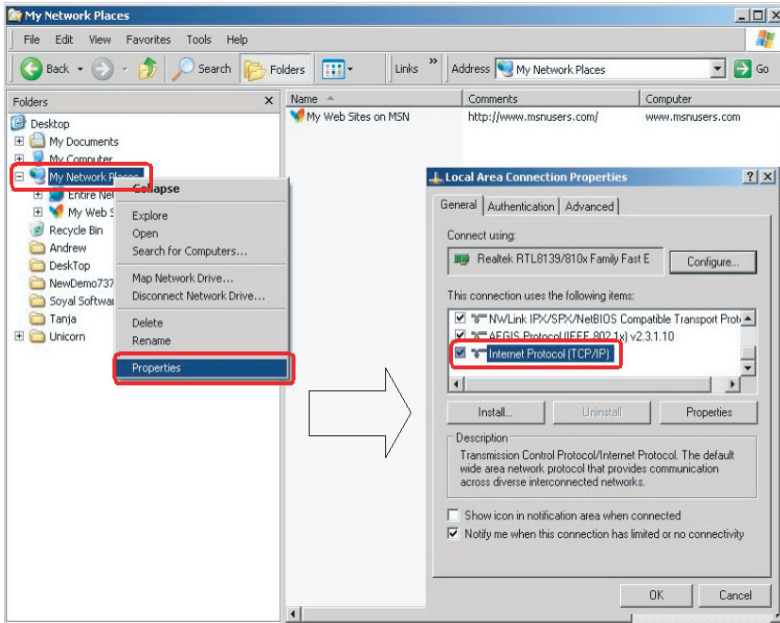 My Network Places
File Edit View Favorites Tools Help
Back Search Folders Links » Address My Network Places Go
Folders x
Desktop
My Documents
My Computer
My Network Places
Entire Net
My Web S
Recycle Bin
Andrew
DeskTop
NewDemo737
Soyal Softwar
Tanja
Unicorn
Collapse
Explore
Open
Search for Computers...
Map Network Drive...
Disconnect Network Drive...
Delete
Rename
Properties
Name Comments Computer
My Web Sites on MSN http://www.msnusers.com/ www.msnusers.com
Local Area Connection Properties ? X
General Authentication Advanced
Connect using:
Realtek RTL8139/810x Family Fast E Configure...
This connection uses the following items:
NWLink IPX/SPX/NetBIOS Compatible Transport Proto
AEGIS Protocol (IEEE 802.1x) v2.3.1.10
Internet Protocol (TCP/IP)
Install... Uninstall Properties
Description
Transmission Control Protocol/Internet Protocol. The default
wide area network protocol that provides communication
across diverse interconnected networks.
Show icon in notification area when connected
Notify me when this connection has limited or no connectivity
OK Cancel